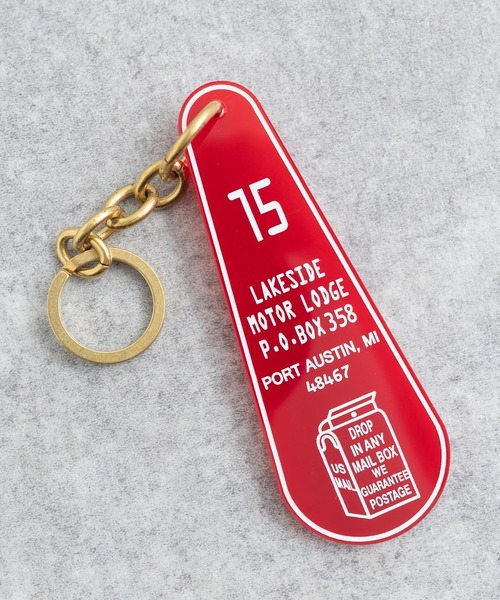 75
LAKESIDE
MOTOR LODGE
P.O.BOX 358
PORT AUSTIN, MI
48467
DROP
IN ANY
MAIL BOX
WE
GUARANTEE
POSTAGE
US
MAIL